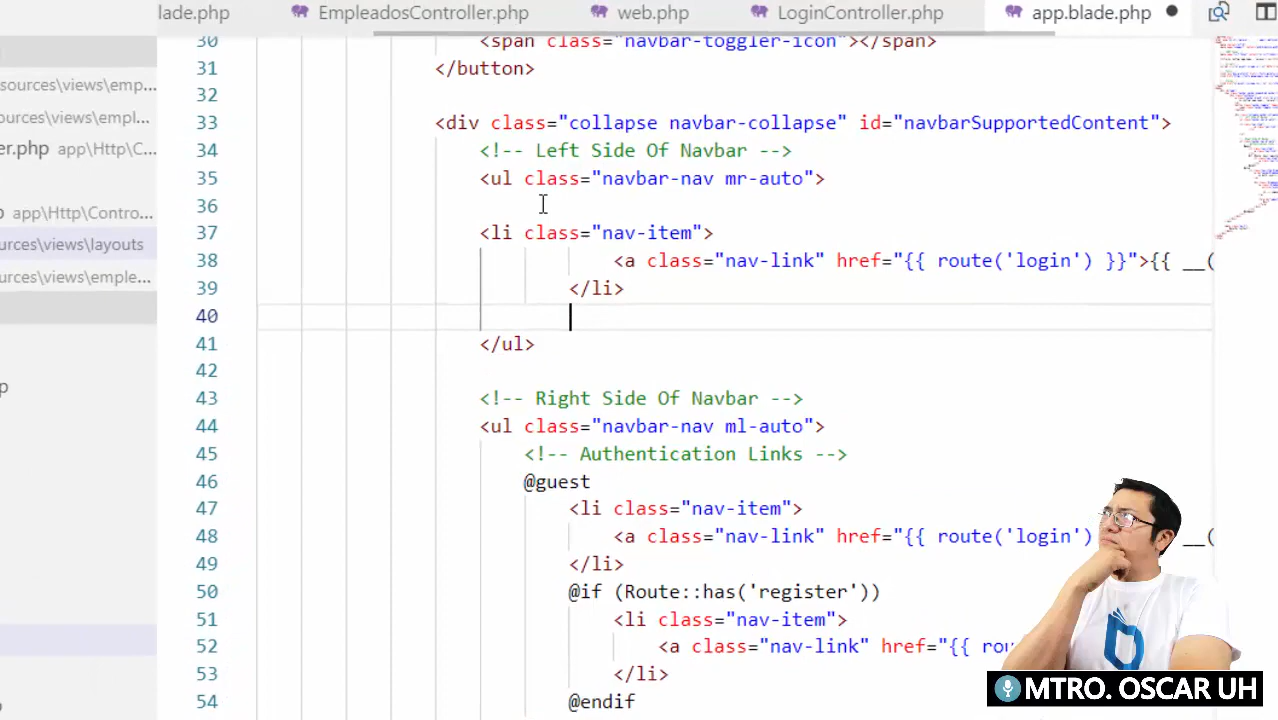 lade.php EmpleadosController.php web.php LoginController.php app.blade.php
30 <span class="navbar-toggler-icon"></span>
31 </button>
32
33 <div class="collapse navbar-collapse" id="navbarSupportedContent">
34 <!-- Left Side Of Navbar -->
35 <ul class="navbar-nav mr-auto">
36
37 <li class="nav-item">
38 <a class="nav-link" href="{{ route('login') }}">{{ __(
39 </li>
40
41 </ul>
42
43 <!-- Right Side Of Navbar -->
44 <ul class="navbar-nav ml-auto">
45 <!-- Authentication Links -->
46 @guest
47 <li class="nav-item">
48 <a class="nav-link" href="{{ route('login') __(
49 </li>
50 @if (Route::has('register'))
51 <li class="nav-item">
52 <a class="nav-link" href="{{ rou
53 </li>
54 @endif
sources\views\emp...
sources\views\empl...
er.php app\Http\C...
app\Http\Contro...
urces\views\layouts
sources\views\emple...
MTRO. OSCAR UH